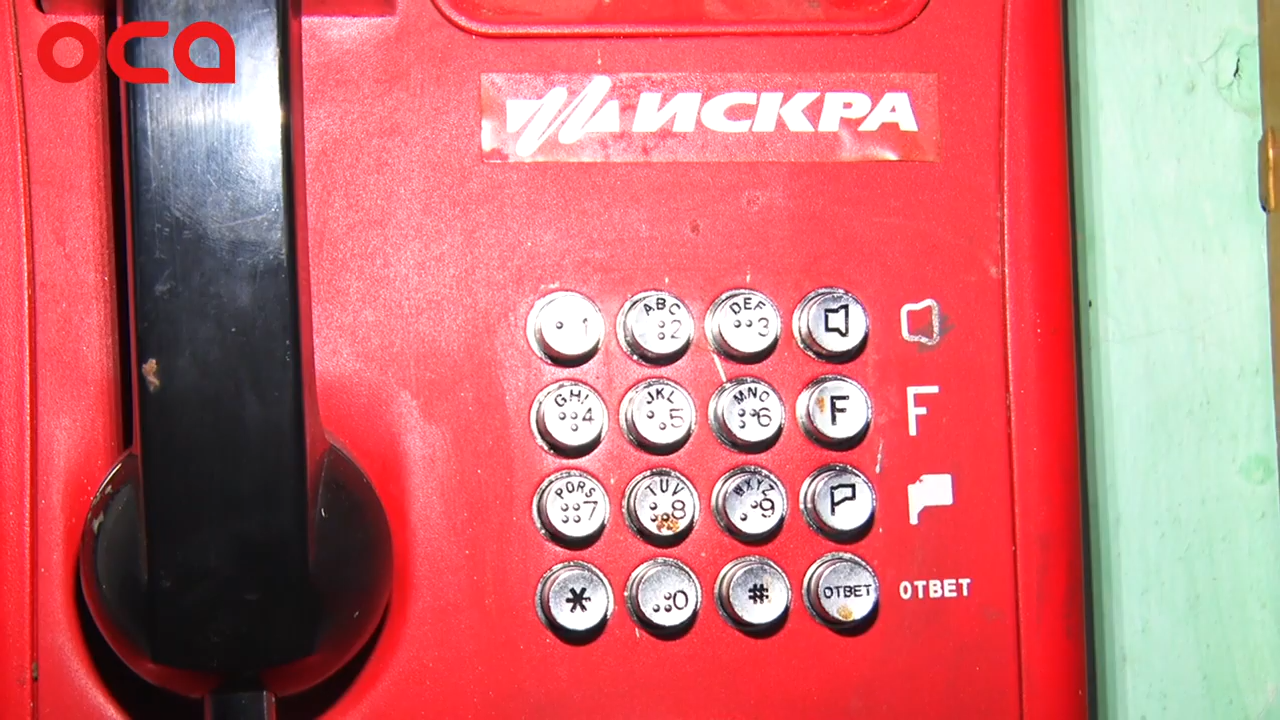 oca
ИСКРА
1 ABC 2 DEF 3
GHI 4 JKL 5 MNO 6 F F
PQRS 7 TUV 8 WXYZ 9
* 0 # ОТВЕТ ОТВЕТ